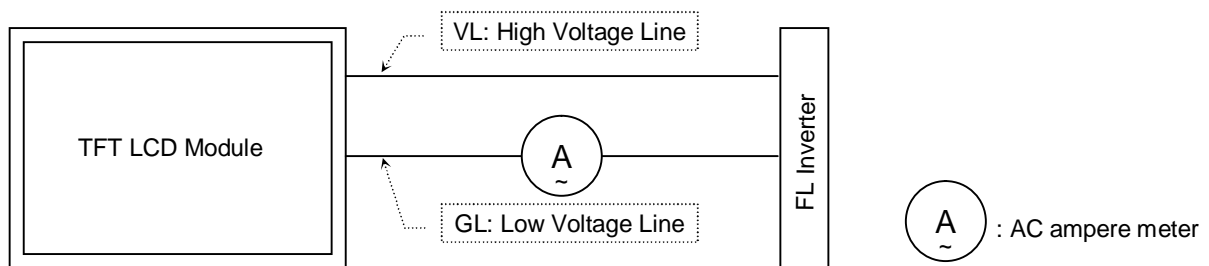 VL: High Voltage Line
TFT LCD Module
A
~
FL Inverter
GL: Low Voltage Line
A
~
: AC ampere meter